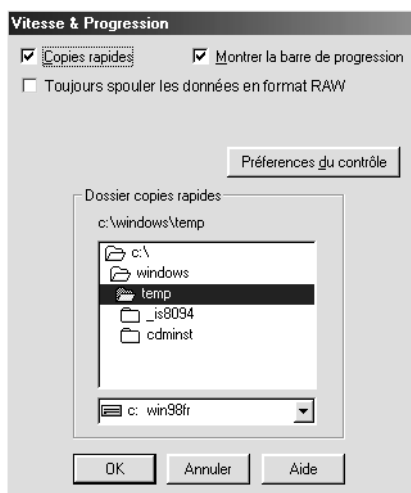 Vitesse & Progression
Copies rapides
Montrer la barre de progression
Toujours spouler les données en format RAW
Préferences du contrôle
Dossier copies rapides
c:\windows\temp
c:\
windows
temp
_is8094
cdminst
c: win98fr
OK
Annuler
Aide